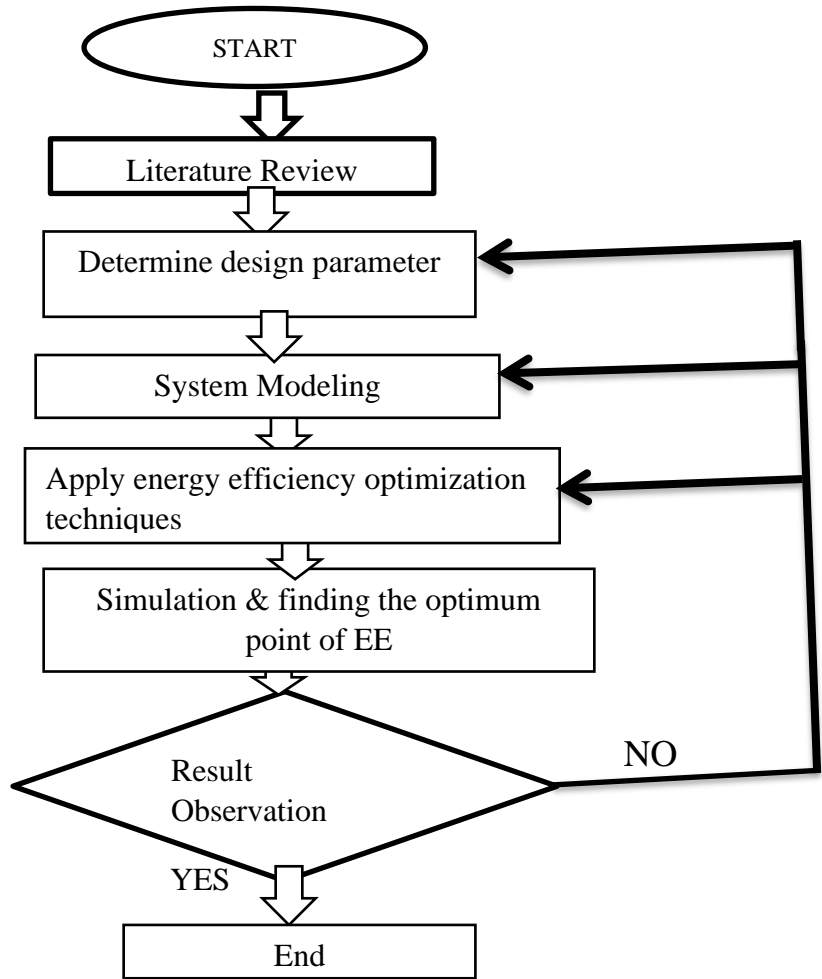 START
Literature Review
Determine design parameter
System Modeling
Apply energy efficiency optimization
techniques
Simulation & finding the optimum
point of EE
NO
Result
Observation
YES
End